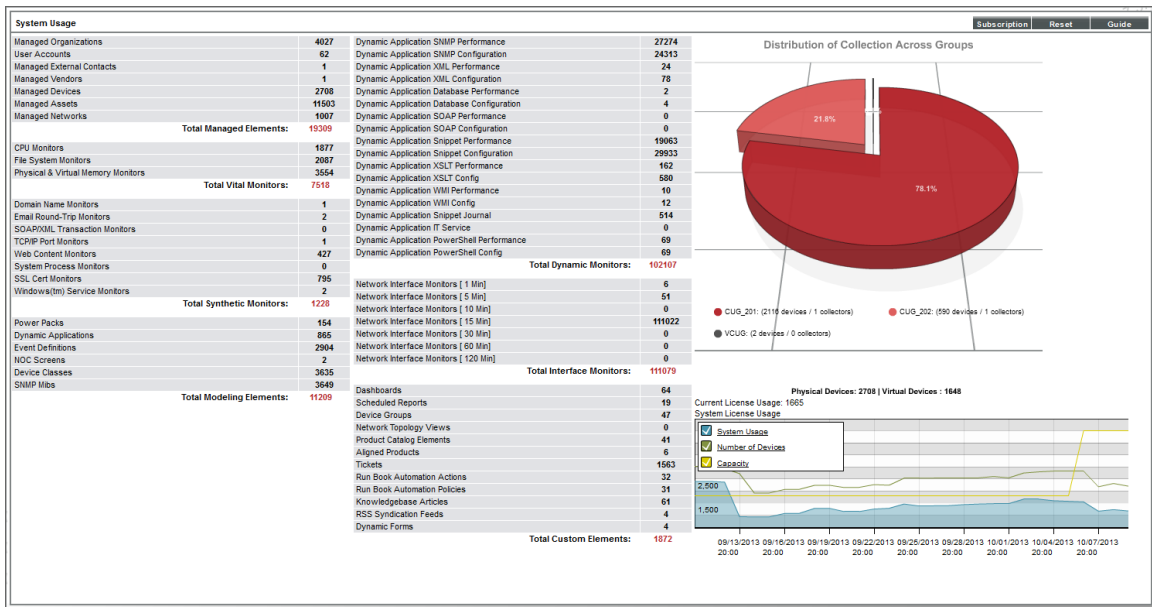 System Usage
Subscription Reset Guide
Managed Organizations 4027
User Accounts 62
Managed External Contacts 1
Managed Vendors 1
Managed Devices 2708
Managed Assets 11503
Managed Networks 1007
Total Managed Elements: 19309
CPU Monitors 1877
File System Monitors 2087
Physical & Virtual Memory Monitors 3554
Total Vital Monitors: 7518
Domain Name Monitors 1
Email Round-Trip Monitors 2
SOAP/XML Transaction Monitors 0
TCP/IP Port Monitors 1
Web Content Monitors 427
System Process Monitors 0
SSL Cert Monitors 795
Windows(tm) Service Monitors 2
Total Synthetic Monitors: 1228
Power Packs 154
Dynamic Applications 865
Event Definitions 2904
NOC Screens 2
Device Classes 3635
SNMP Mibs 3649
Total Modeling Elements: 11209
Dynamic Application SNMP Performance 27274
Dynamic Application SNMP Configuration 24313
Dynamic Application XML Performance 24
Dynamic Application XML Configuration 78
Dynamic Application Database Performance 2
Dynamic Application Database Configuration 4
Dynamic Application SOAP Performance 0
Dynamic Application SOAP Configuration 0
Dynamic Application Snippet Performance 19063
Dynamic Application Snippet Configuration 29933
Dynamic Application XSLT Performance 162
Dynamic Application XSLT Config 580
Dynamic Application WMI Performance 10
Dynamic Application WMI Config 12
Dynamic Application Snippet Journal 514
Dynamic Application IT Service 0
Dynamic Application PowerShell Performance 69
Dynamic Application PowerShell Config 69
Total Dynamic Monitors: 102107
Network Interface Monitors [ 1 Min] 6
Network Interface Monitors [ 5 Min] 51
Network Interface Monitors [ 10 Min] 0
Network Interface Monitors [ 15 Min] 111022
Network Interface Monitors [ 30 Min] 0
Network Interface Monitors [ 60 Min] 0
Network Interface Monitors [ 120 Min] 0
Total Interface Monitors: 111079
Dashboards 64
Scheduled Reports 19
Device Groups 47
Network Topology Views 0
Product Catalog Elements 41
Aligned Products 6
Tickets 1563
Run Book Automation Actions 32
Run Book Automation Policies 31
Knowledgebase Articles 61
RSS Syndication Feeds 4
Dynamic Forms 4
Total Custom Elements: 1872
Distribution of Collection Across Groups
21.8%
78.1%
CUG_201: (2116 devices / 1 collectors) CUG_202: (590 devices / 1 collectors)
VCUG: (2 devices / 0 collectors)
Physical Devices: 2708 | Virtual Devices : 1648
Current License Usage: 1665
System License Usage
System Usage
Number of Devices
Capacity
2,500
1,500
09/13/2013 09/16/2013 09/19/2013 09/22/2013 09/25/2013 09/28/2013 10/01/2013 10/04/2013 10/07/2013
20:00 20:00 20:00 20:00 20:00 20:00 20:00 20:00 20:00